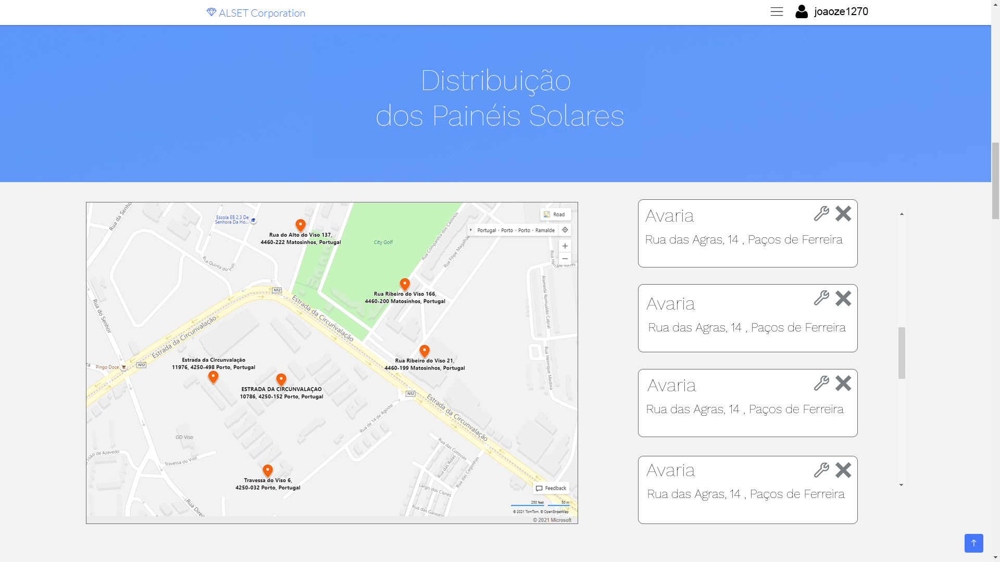 ALSET Corporation
joaoze1270
Distribuição
dos Painéis Solares
Rua da Senhora
Escola EB 2,3 De
Senhora Da Ho...
Rua do Alto do Viso 137,
4460-222 Matosinhos, Portugal
City Golf
Road
Portugal • Porto • Porto • Ramalde
Rua Companhia dos Caolinos
Rua Filipe Magalhães
Rua Quinta do Viso
N12
Rua Ribeiro do Viso 166,
4460-200 Matosinhos, Portugal
Alameda Romualdo Cabral
Rua do Senhor
Estrada da Circunvalação
Estrada da Circunvalação
Rua Henrique Medina
Estrada da Circunvalação
11976, 4250-498 Porto, Portugal
Rua Ribeiro do Viso 21,
4460-199 Matosinhos, Portugal
Pingo Doce
N12
ESTRADA DA CIRCUNVALAÇAO
10786, 4250-152 Porto, Portugal
N12
Estrada da Circunvalação
Rua de 14 de Agosto
GD Viso
João de Azevedo
Travessa do Viso
Rua das Cotovias
Rua das Rolas
Rua das Cegonhas
Travessa do Viso 6,
4250-032 Porto, Portugal
Largo dos Cisnes
Rua Direi
Rua das Gaivotas
Feedback
250 feet
50 m
© 2021 TomTom, © OpenStreetMap
© 2021 Microsoft
Avaria
Rua das Agras, 14 , Paços de Ferreira
Avaria
Rua das Agras, 14 , Paços de Ferreira
Avaria
Rua das Agras, 14 , Paços de Ferreira
Avaria
Rua das Agras, 14 , Paços de Ferreira